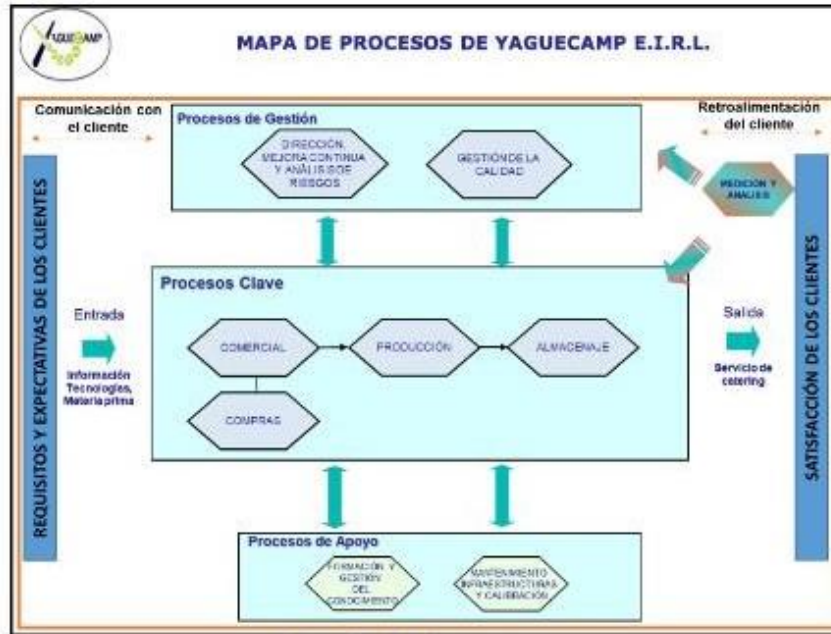 YAGUECAMP
MAPA DE PROCESOS DE YAGUECAMP E.I.R.L.
Comunicación con
el cliente
Retroalimentación
del cliente
Procesos de Gestión
DIRECCIÓN,
MEJORA CONTINUA
Y ANÁLISIS DE
RIESGOS
GESTIÓN DE LA
CALIDAD
MEDICIÓN Y
ANÁLISIS
REQUISITOS Y EXPECTATIVAS DE LOS CLIENTES
Entrada
Información
Tecnologías,
Materia prima
Procesos Clave
COMERCIAL
PRODUCCIÓN
ALMACENAJE
COMPRAS
Salida
Servicio de
catering
SATISFACCIÓN DE LOS CLIENTES
Procesos de Apoyo
FORMACIÓN Y
GESTIÓN
DEL
CONOCIMIENTO
MANTENIMIENTO
INFRAESTRUCTURAS
Y CALIBRACIÓN